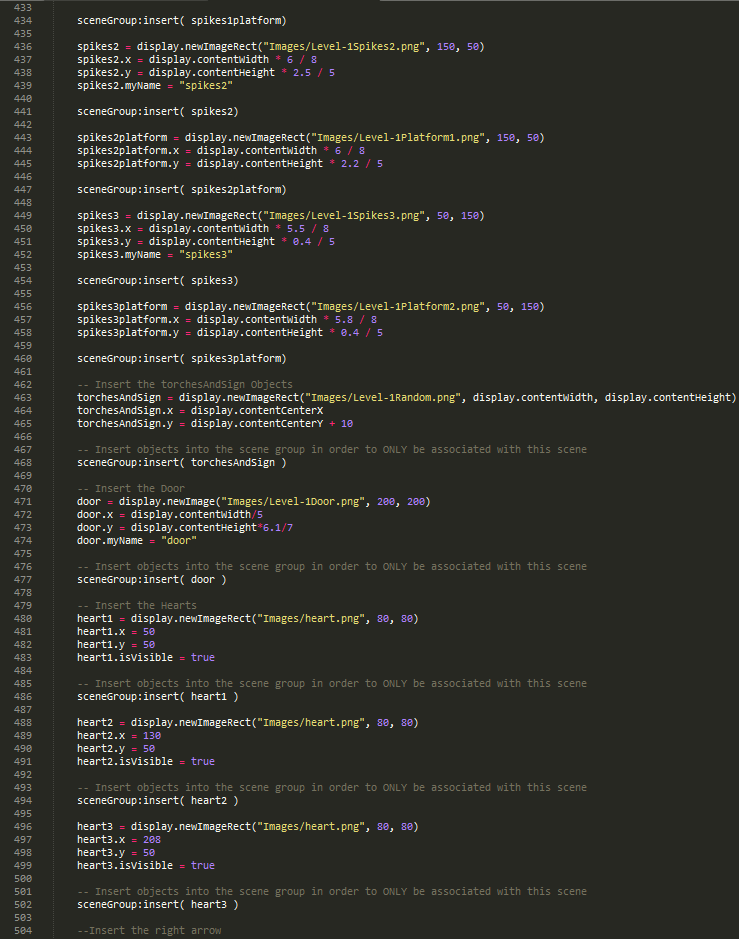 433
434 sceneGroup:insert( spikes1platform)
435
436 spikes2 = display.newImageRect("Images/Level-1Spikes2.png", 150, 50)
437 spikes2.x = display.contentWidth * 6 / 8
438 spikes2.y = display.contentHeight * 2.5 / 5
439 spikes2.myName = "spikes2"
440
441 sceneGroup:insert( spikes2)
442
443 spikes2platform = display.newImageRect("Images/Level-1Platform1.png", 150, 50)
444 spikes2platform.x = display.contentWidth * 6 / 8
445 spikes2platform.y = display.contentHeight * 2.2 / 5
446
447 sceneGroup:insert( spikes2platform)
448
449 spikes3 = display.newImageRect("Images/Level-1Spikes3.png", 50, 150)
450 spikes3.x = display.contentWidth * 5.5 / 8
451 spikes3.y = display.contentHeight * 0.4 / 5
452 spikes3.myName = "spikes3"
453
454 sceneGroup:insert( spikes3)
455
456 spikes3platform = display.newImageRect("Images/Level-1Platform2.png", 50, 150)
457 spikes3platform.x = display.contentWidth * 5.8 / 8
458 spikes3platform.y = display.contentHeight * 0.4 / 5
459
460 sceneGroup:insert( spikes3platform)
461
462 -- Insert the torchesAndSign Objects
463 torchesAndSign = display.newImageRect("Images/Level-1Random.png", display.contentWidth, display.contentHeight)
464 torchesAndSign.x = display.contentCenterX
465 torchesAndSign.y = display.contentCenterY + 10
466
467 -- Insert objects into the scene group in order to ONLY be associated with this scene
468 sceneGroup:insert( torchesAndSign )
469
470 -- Insert the Door
471 door = display.newImage("Images/Level-1Door.png", 200, 200)
472 door.x = display.contentWidth/5
473 door.y = display.contentHeight*6.1/7
474 door.myName = "door"
475
476 -- Insert objects into the scene group in order to ONLY be associated with this scene
477 sceneGroup:insert( door )
478
479 -- Insert the Hearts
480 heart1 = display.newImageRect("Images/heart.png", 80, 80)
481 heart1.x = 50
482 heart1.y = 50
483 heart1.isVisible = true
484
485 -- Insert objects into the scene group in order to ONLY be associated with this scene
486 sceneGroup:insert( heart1 )
487
488 heart2 = display.newImageRect("Images/heart.png", 80, 80)
489 heart2.x = 130
490 heart2.y = 50
491 heart2.isVisible = true
492
493 -- Insert objects into the scene group in order to ONLY be associated with this scene
494 sceneGroup:insert( heart2 )
495
496 heart3 = display.newImageRect("Images/heart.png", 80, 80)
497 heart3.x = 208
498 heart3.y = 50
499 heart3.isVisible = true
500
501 -- Insert objects into the scene group in order to ONLY be associated with this scene
502 sceneGroup:insert( heart3 )
503
504 --Insert the right arrow